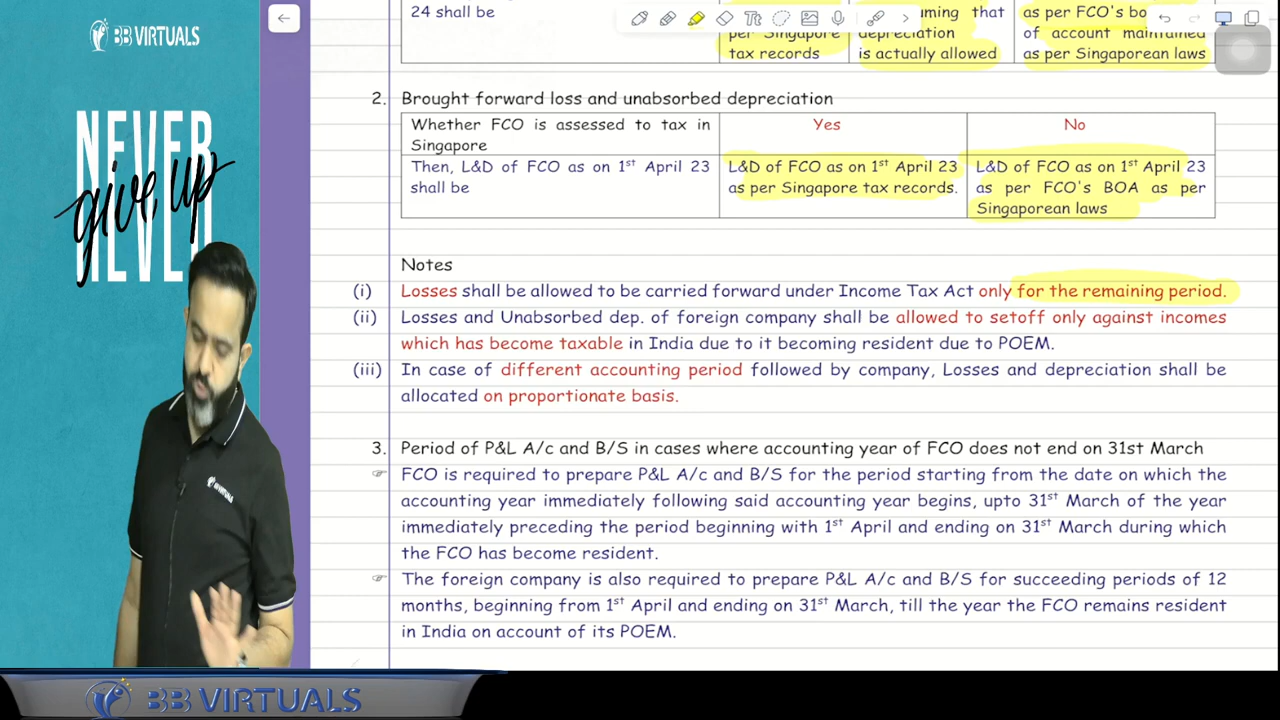 BB VIRTUALS
NEVER
give up
NEVER
24 shall be
per Singapore
tax records
that
depreciation
is actually allowed
as per FCO's
of account maintained
as per Singaporean laws
2. Brought forward loss and unabsorbed depreciation
Whether FCO is assessed to tax in
Singapore
Yes
No
Then, L&D of FCO as on 1st April 23
shall be
L&D of FCO as on 1st April 23
as per Singapore tax records.
L&D of FCO as on 1st April 23
as per FCO's BOA as per
Singaporean laws
Notes
(i) Losses shall be allowed to be carried forward under Income Tax Act only for the remaining period.
(ii) Losses and Unabsorbed dep. of foreign company shall be allowed to setoff only against incomes
which has become taxable in India due to it becoming resident due to POEM.
(iii) In case of different accounting period followed by company, Losses and depreciation shall be
allocated on proportionate basis.
3. Period of P&L A/c and B/S in cases where accounting year of FCO does not end on 31st March
☞ FCO is required to prepare P&L A/c and B/S for the period starting from the date on which the
accounting year immediately following said accounting year begins, upto 31st March of the year
immediately preceding the period beginning with 1st April and ending on 31st March during which
the FCO has become resident.
☞ The foreign company is also required to prepare P&L A/c and B/S for succeeding periods of 12
months, beginning from 1st April and ending on 31st March, till the year the FCO remains resident
in India on account of its POEM.
BB VIRTUALS